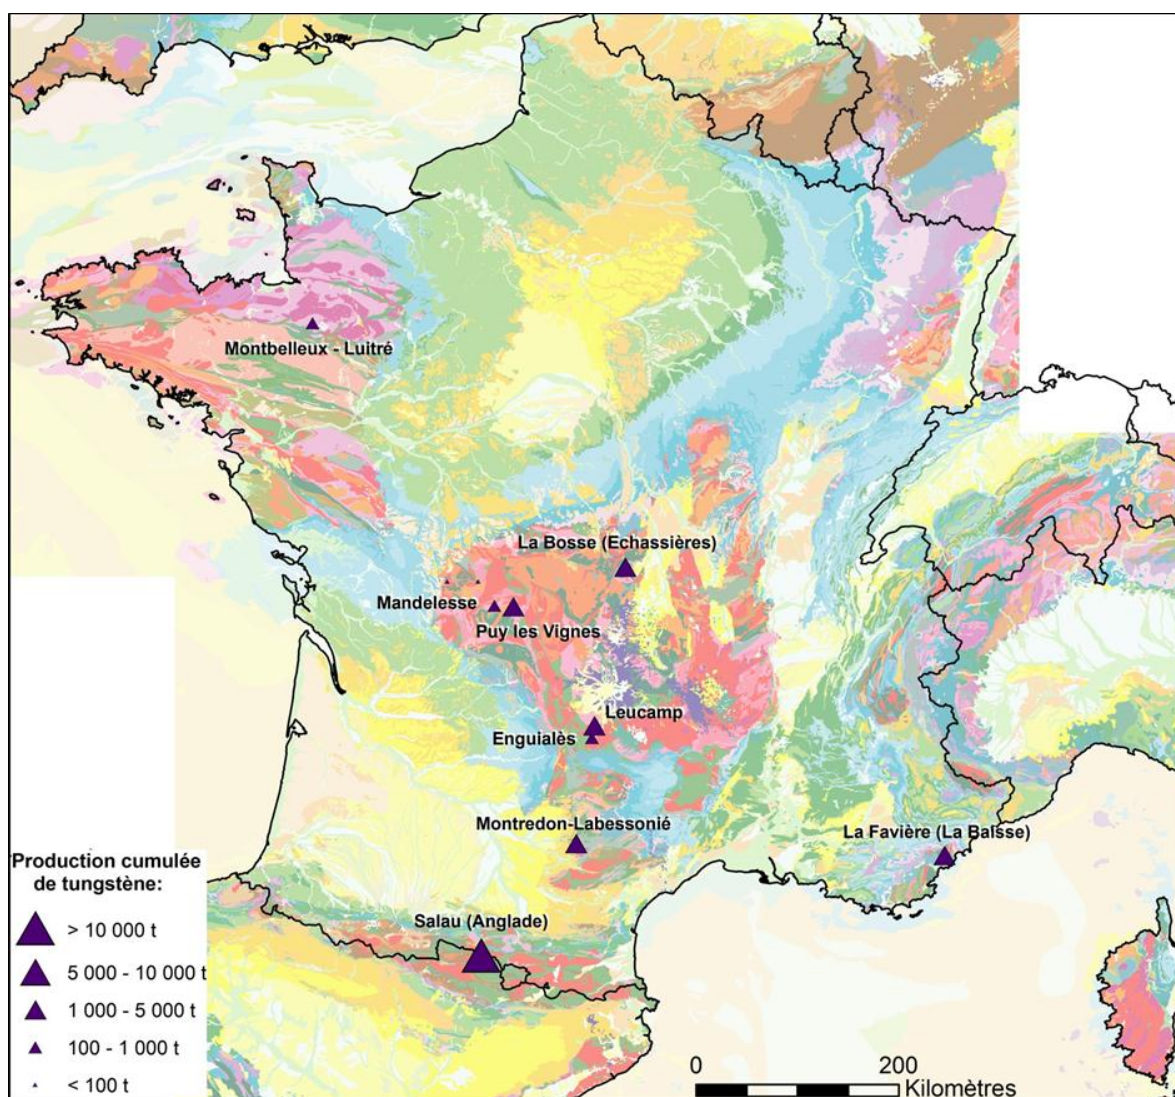 Montbelleux - Luitré
La Bosse (Echassières)
Mandelesse
Puy les Vignes
Leucamp
Enguialès
Montredon-Labessonié
La Favière (La Baïsse)
Salau (Anglade)
Production cumulée
de tungstène:
> 10 000 t
5 000 - 10 000 t
1 000 - 5 000 t
100 - 1 000 t
< 100 t
0 200
Kilomètres